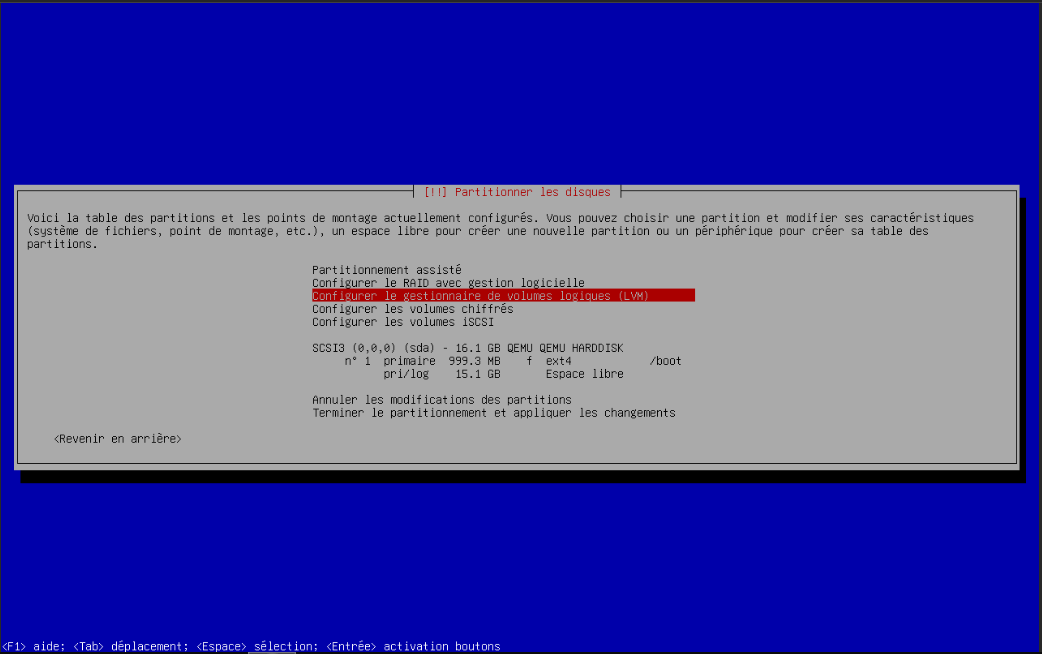 [!!] Partitionner les disques
Voici la table des partitions et les points de montage actuellement configurés. Vous pouvez choisir une partition et modifier ses caractéristiques
(système de fichiers, point de montage, etc.), un espace libre pour créer une nouvelle partition ou un périphérique pour créer sa table des
partitions.
Partitionnement assisté
Configurer le RAID avec gestion logicielle
Configurer le gestionnaire de volumes logiques (LVM)
Configurer les volumes chiffrés
Configurer les volumes iSCSI
SCSI3 (0,0,0) (sda) - 16.1 GB QEMU QEMU HARDDISK
n° 1 primaire 999.3 MB f ext4 /boot
pri/log 15.1 GB Espace libre
Annuler les modifications des partitions
Terminer le partitionnement et appliquer les changements
<Revenir en arrière>
<F1> aide; <Tab> déplacement; <Espace> sélection; <Entrée> activation boutons